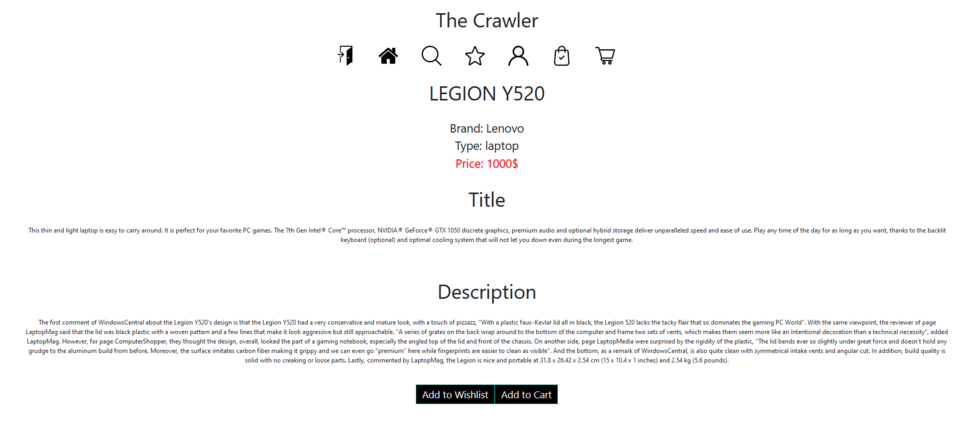 The Crawler
LEGION Y520
Brand: Lenovo
Type: laptop
Price: 1000$
Title
This thin and light laptop is easy to carry around. It is perfect for your favorite PC games. The 7th Gen Intel® Core™ processor, NVIDIA® GeForce® GTX 1050 discrete graphics, premium audio and optional hybrid storage deliver unparalleled speed and ease of use. Play any time of the day for as long as you want, thanks to the backlit
keyboard (optional) and optimal cooling system that will not let you down even during the longest game.
Description
The first comment of WindowsCentral about the Legion Y520's design is that the Legion Y520 had a very conservative and mature look, with a touch of pizzazz, "With a plastic faux-Kevlar lid all in black, the Legion 520 lacks the tacky flair that so dominates the gaming PC World". With the same viewpoint, the reviewer of page
LaptopMag said that the lid was black plastic with a woven pattern and a few lines that make it look aggressive but still approachable. "A series of grates on the back wrap around to the bottom of the computer and frame two sets of vents, which makes them seem more like an intentional decoration than a technical necessity", added
LaptopMag. However, for page ComputerShopper, they thought the design, overall, looked the part of a gaming notebook, especially the angled top of the lid and front of the chassis. On another side, page LaptopMedia were surprised by the rigidity of the plastic, "The lid bends ever so slightly under great force and doesn't hold any
grudge to the aluminum build from before. Moreover, the surface imitates carbon fiber making it grippy and we can even go "premium" here while fingerprints are easier to clean as visible". And the bottom, as a remark of WindowsCentral, is also quite clean with symmetrical intake vents and angular cut. In addition, build quality is
solid with no creaking or loose parts. Lastly, commented by LaptopMag, the Legion is nice and portable at 31.8 x 26.42 x 2.54 cm (15 x 10.4 x 1 inches) and 2.54 kg (5.6 pounds).
Add to Wishlist Add to Cart